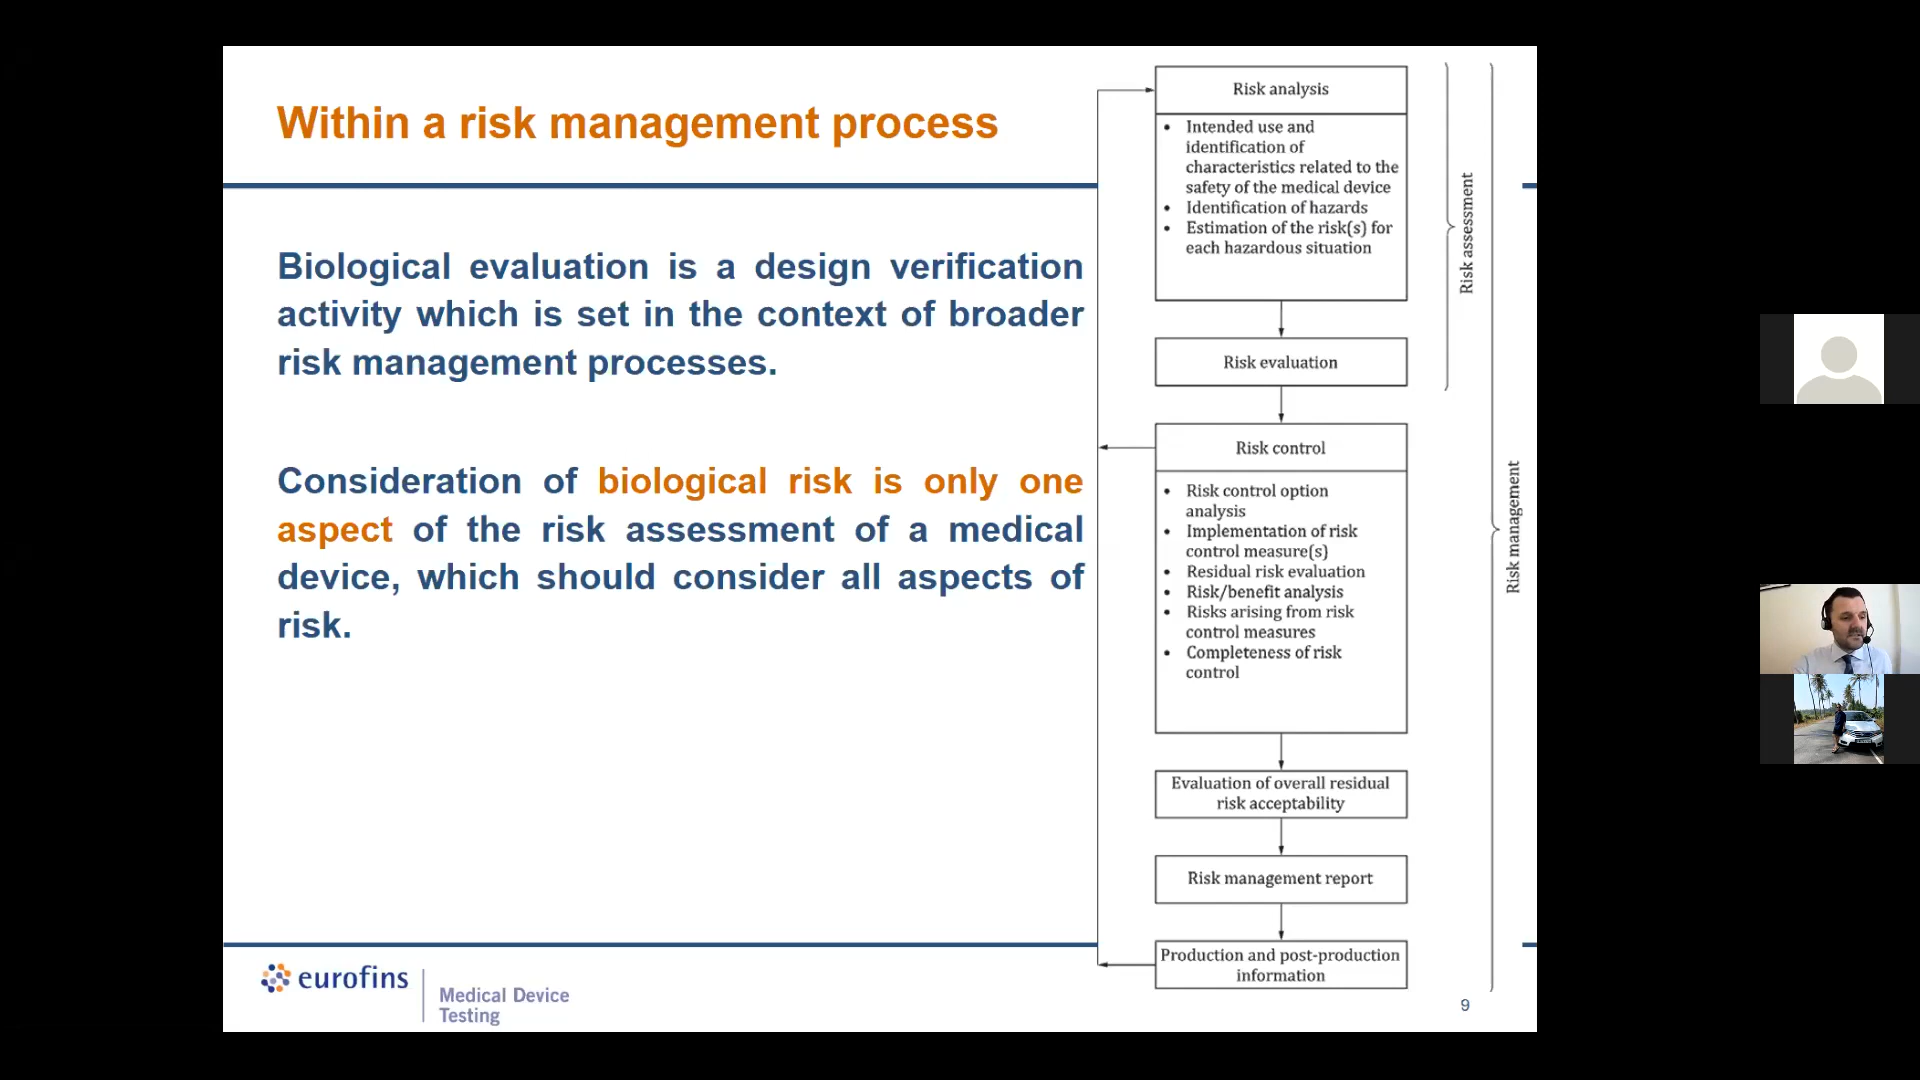 Within a risk management process
Biological evaluation is a design verification
activity which is set in the context of broader
risk management processes.
Consideration of biological risk is only one
aspect of the risk assessment of a medical
device, which should consider all aspects of
risk.
Risk analysis
• Intended use and
identification of
characteristics related to the
safety of the medical device
• Identification of hazards
• Estimation of the risk(s) for
each hazardous situation
Risk evaluation
Risk control
• Risk control option
analysis
• Implementation of risk
control measure(s)
• Residual risk evaluation
• Risk/benefit analysis
• Risks arising from risk
control measures
• Completeness of risk
control
Evaluation of overall residual
risk acceptability
Risk management report
Production and post-production
information
Risk assessment
Risk management
eurofins
Medical Device
Testing
9